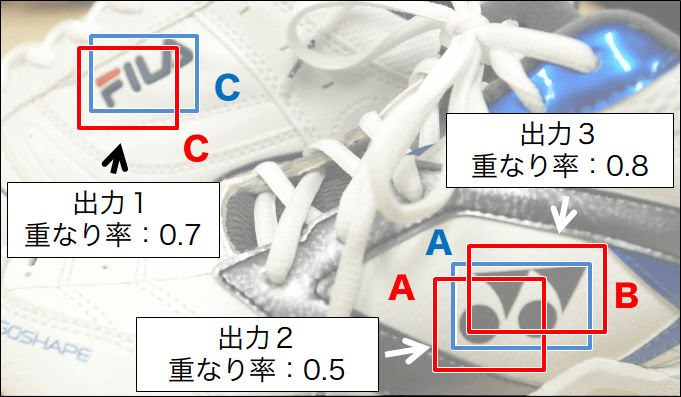 FILA
C
C
出力１
重なり率：0.7
出力３
重なり率：0.8
A
A
B
出力２
重なり率：0.5
GOSHAPE